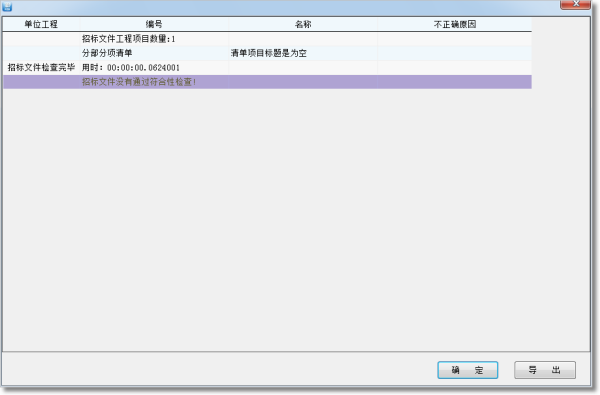 单位工程 编号 名称 不正确原因
招标文件工程项目数量:1
分部分项清单 清单项目标题是为空
招标文件检查完毕 用时: 00:00:00.0624001
招标文件没有通过符合性检查!
确 定 导 出